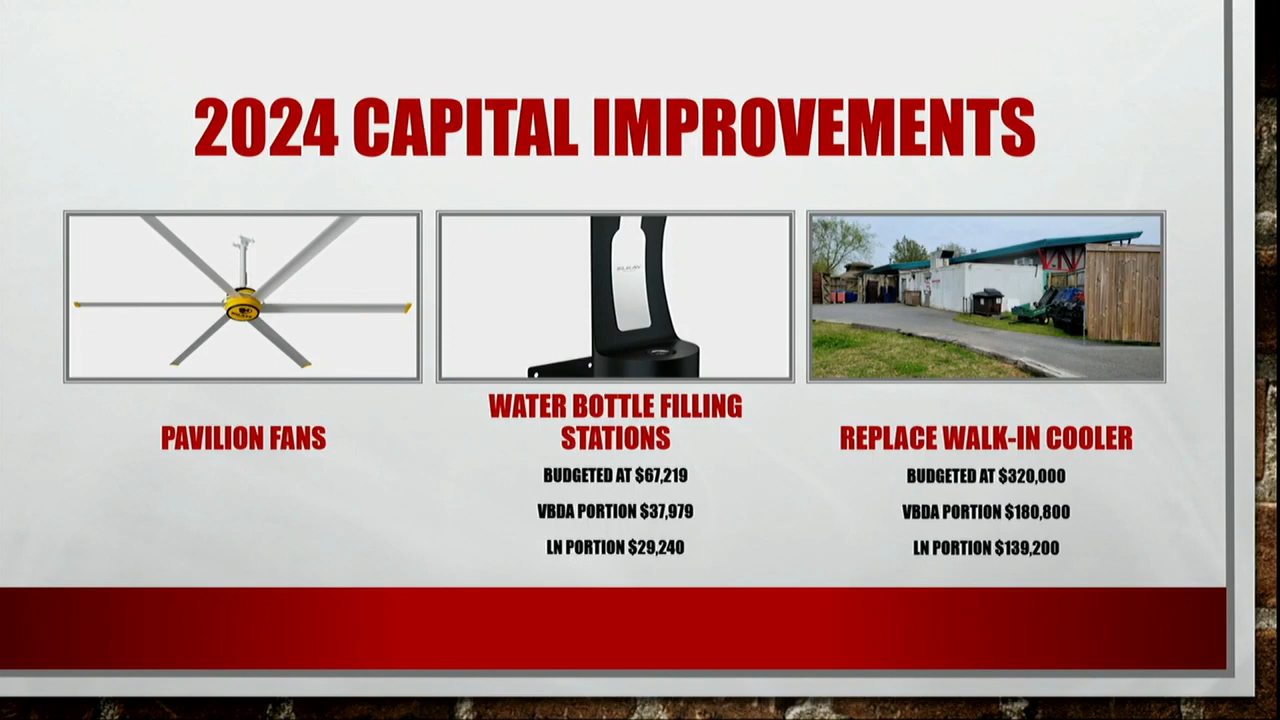 2024 CAPITAL IMPROVEMENTS
PAVILION FANS
WATER BOTTLE FILLING
STATIONS
BUDGETED AT $67,219
VBDA PORTION $37,979
LN PORTION $29,240
REPLACE WALK-IN COOLER
BUDGETED AT $320,000
VBDA PORTION $180,800
LN PORTION $139,200